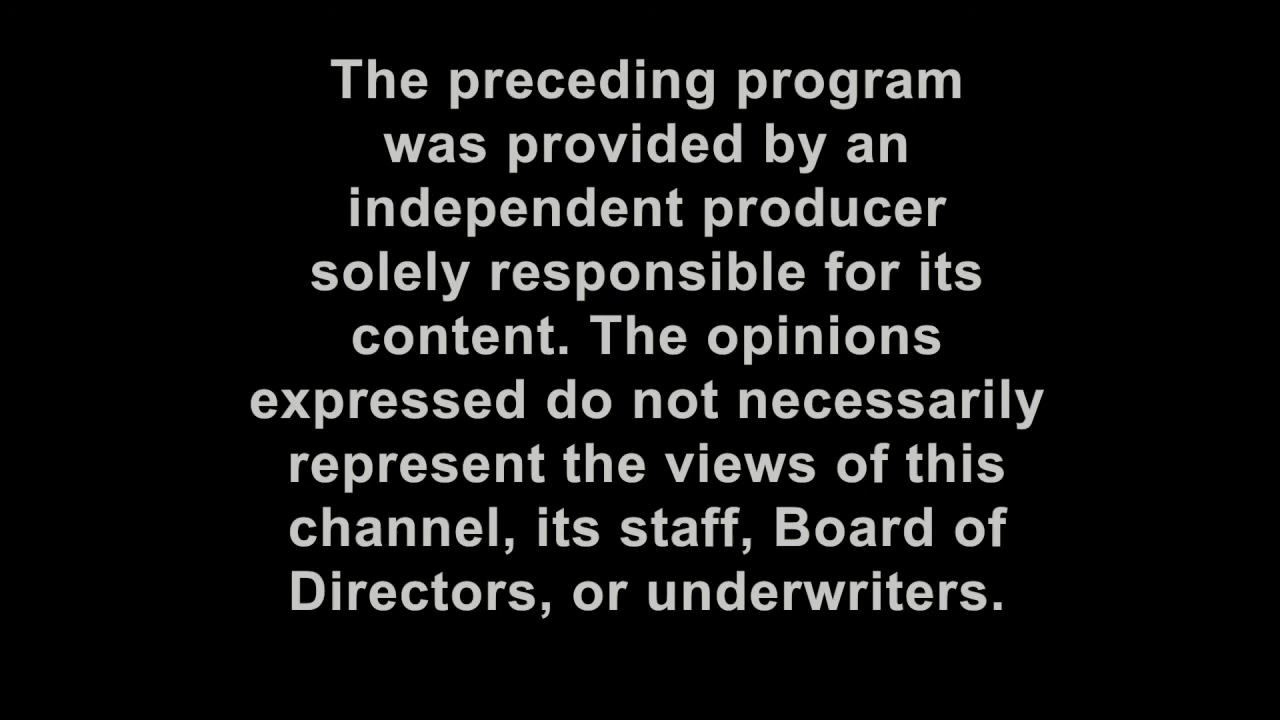 The preceding program
was provided by an
independent producer
solely responsible for its
content. The opinions
expressed do not necessarily
represent the views of this
channel, its staff, Board of
Directors, or underwriters.